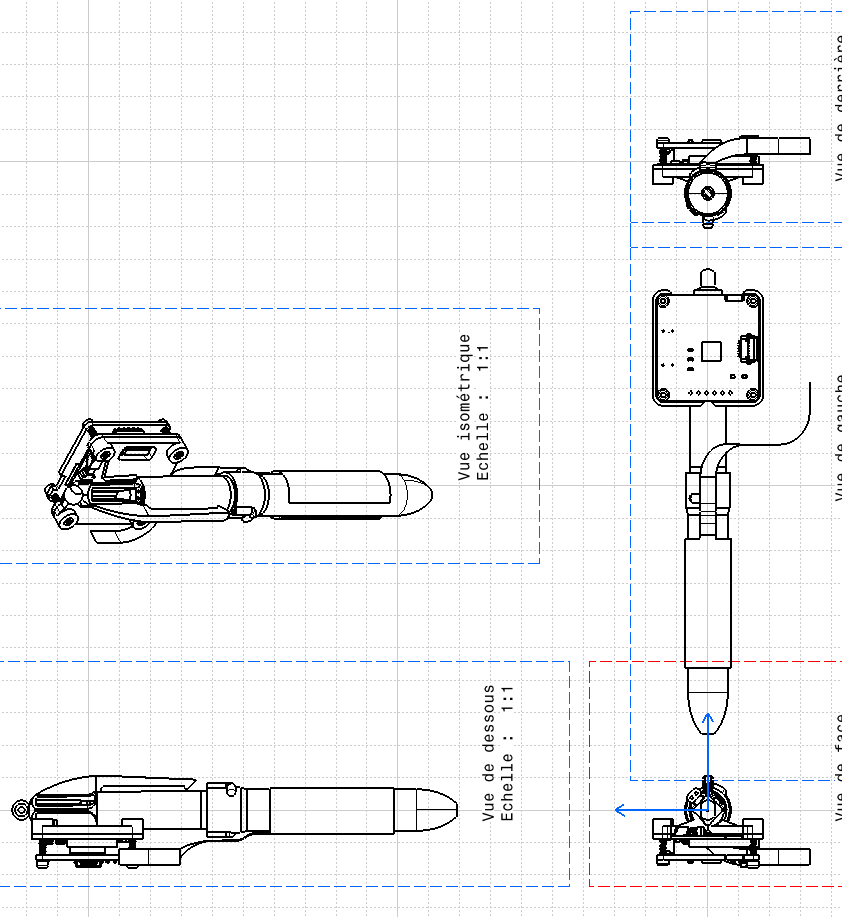 Vue de derrière
Vue isométrique
Echelle :  1:1
Vue de gauche
Vue de dessous
Echelle :  1:1
Vue de face